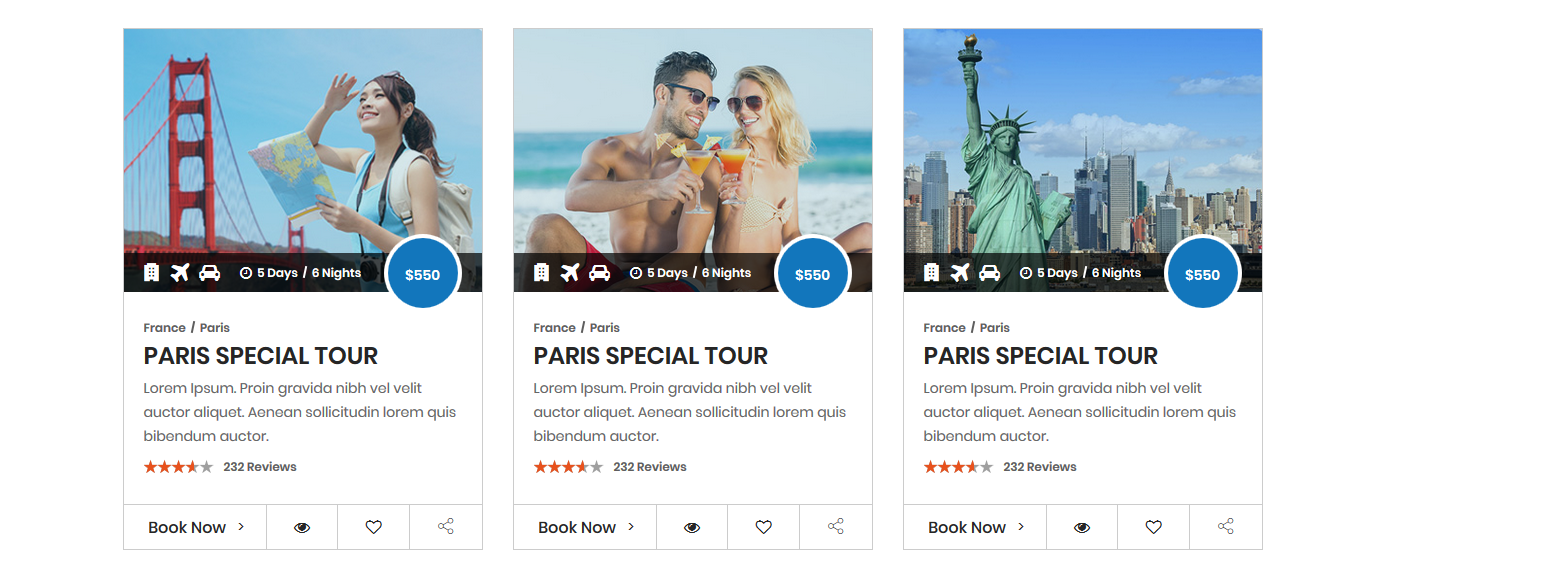 5 Days / 6 Nights
$550
France / Paris
PARIS SPECIAL TOUR
Lorem Ipsum. Proin gravida nibh vel velit
auctor aliquet. Aenean sollicitudin lorem quis
bibendum auctor.
232 Reviews
Book Now >
5 Days / 6 Nights
$550
France / Paris
PARIS SPECIAL TOUR
Lorem Ipsum. Proin gravida nibh vel velit
auctor aliquet. Aenean sollicitudin lorem quis
bibendum auctor.
232 Reviews
Book Now >
5 Days / 6 Nights
$550
France / Paris
PARIS SPECIAL TOUR
Lorem Ipsum. Proin gravida nibh vel velit
auctor aliquet. Aenean sollicitudin lorem quis
bibendum auctor.
232 Reviews
Book Now >